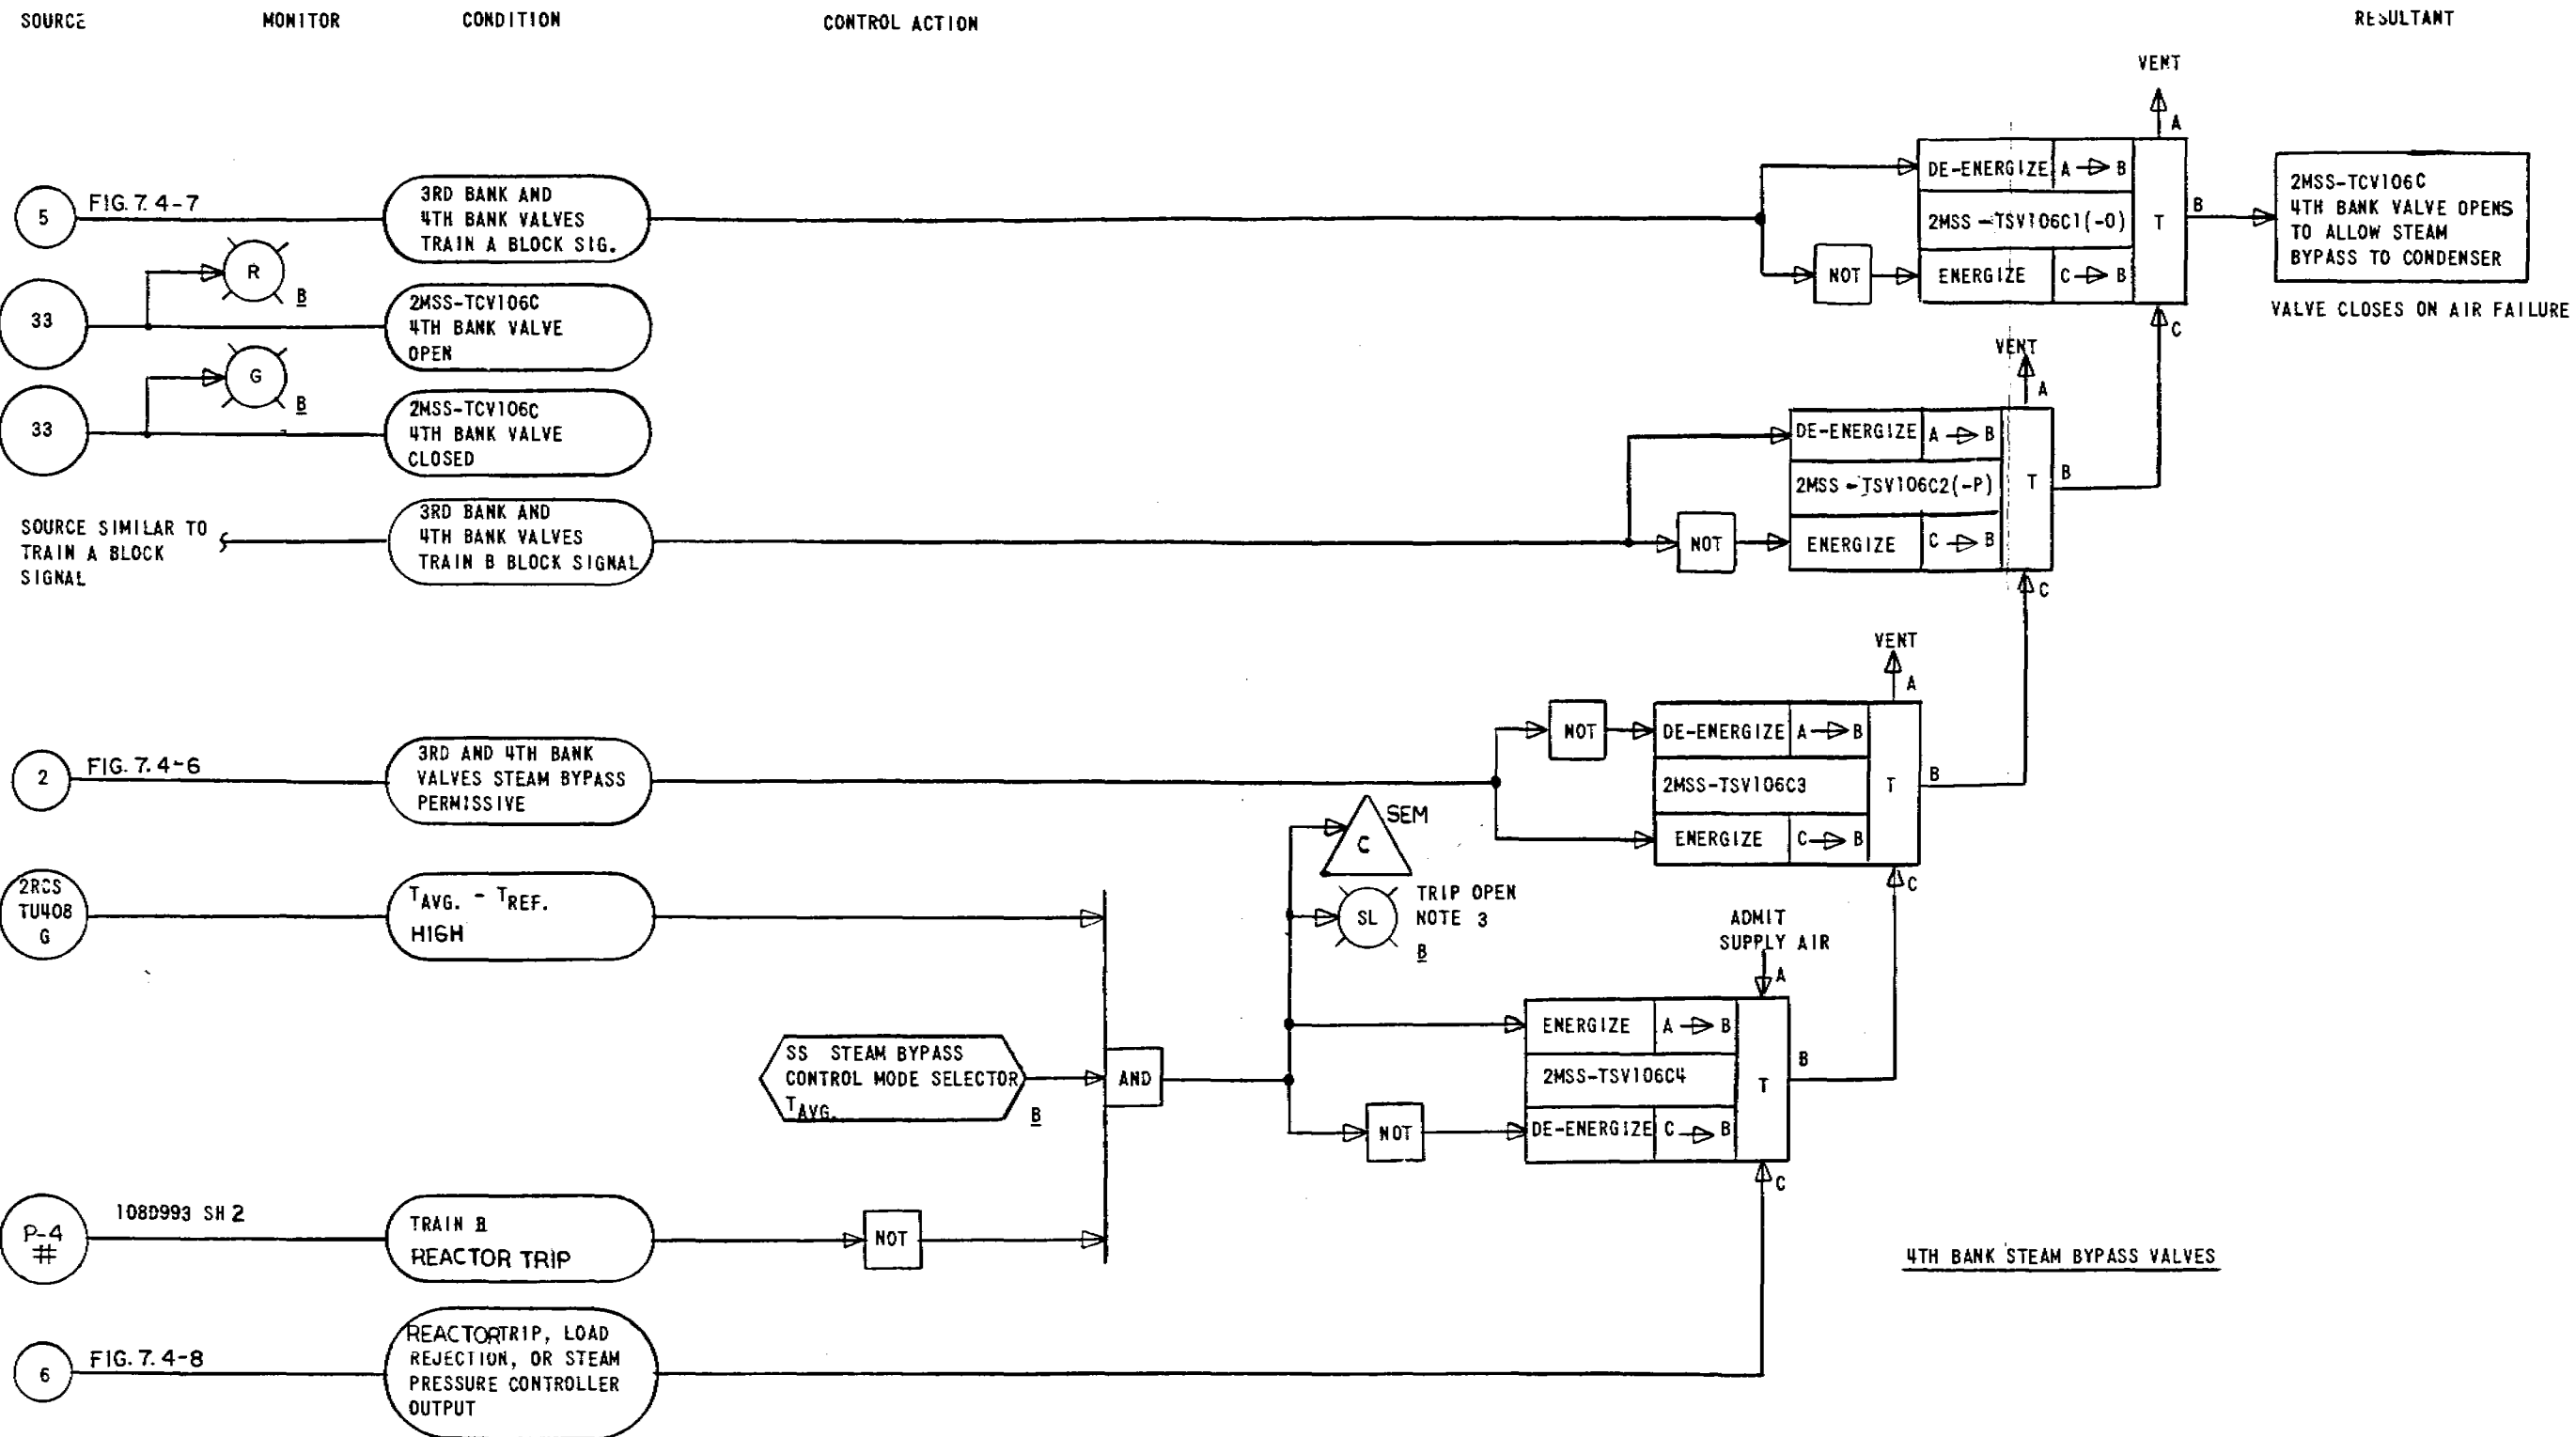 SOURCE MONITOR CONDITION CONTROL ACTION RESULTANT
5
FIG. 7.4-7
3RD BANK AND
4TH BANK VALVES
TRAIN A BLOCK SIG.
R
B
33
2MSS-TCV106C
4TH BANK VALVE
OPEN
G
B
33
2MSS-TCV106C
4TH BANK VALVE
CLOSED
SOURCE SIMILAR TO
TRAIN A BLOCK
SIGNAL
3RD BANK AND
4TH BANK VALVES
TRAIN B BLOCK SIGNAL
VENT
A
DE-ENERGIZE A B
2MSS-TSV106C1(-O)
T
NOT
ENERGIZE C B
B
C
2MSS-TCV106C
4TH BANK VALVE OPENS
TO ALLOW STEAM
BYPASS TO CONDENSER
VALVE CLOSES ON AIR FAILURE
VENT
A
DE-ENERGIZE A B
2MSS-TSV106C2(-P)
T
NOT
ENERGIZE C B
B
C
2
FIG. 7.4-6
3RD AND 4TH BANK
VALVES STEAM BYPASS
PERMISSIVE
VENT
A
NOT
DE-ENERGIZE A B
2MSS-TSV106C3
T
ENERGIZE C B
B
C
2RCS
TU408
G
TAVG. - TREF.
HIGH
C
SEM
SL
TRIP OPEN
NOTE 3
B
SS STEAM BYPASS
CONTROL MODE SELECTOR
TAVG.
B
AND
ADMIT
SUPPLY AIR
A
ENERGIZE A B
2MSS-TSV106C4
T
NOT
DE-ENERGIZE C B
B
C
P-4
#
108D993 SH 2
TRAIN B
REACTOR TRIP
NOT
4TH BANK STEAM BYPASS VALVES
6
FIG. 7.4-8
REACTORTRIP, LOAD
REJECTION, OR STEAM
PRESSURE CONTROLLER
OUTPUT